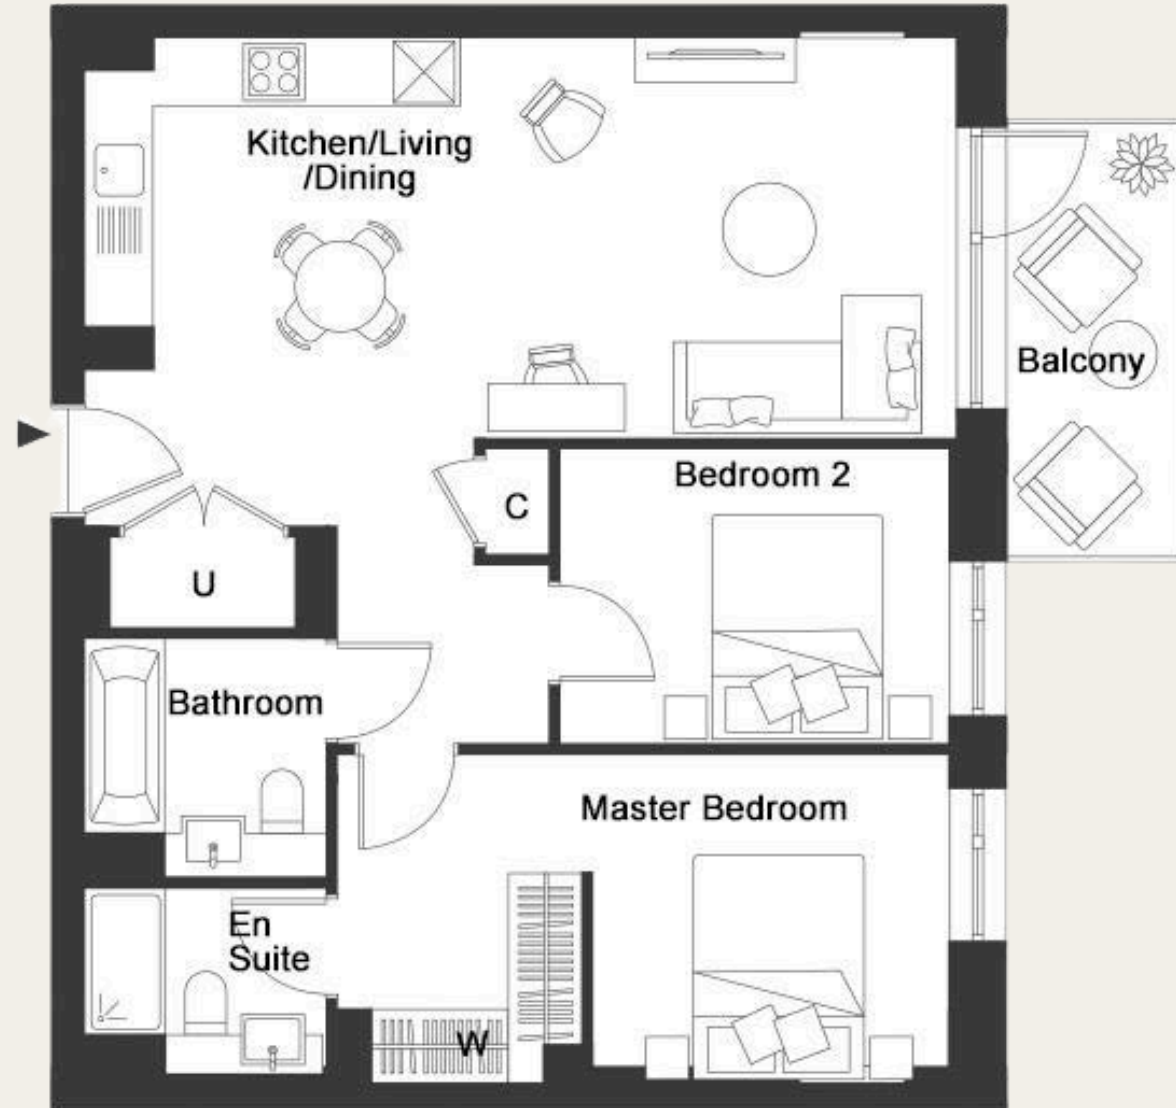 Kitchen/Living
/Dining
Balcony
Bedroom 2
C
U
Bathroom
Master Bedroom
En
Suite
W